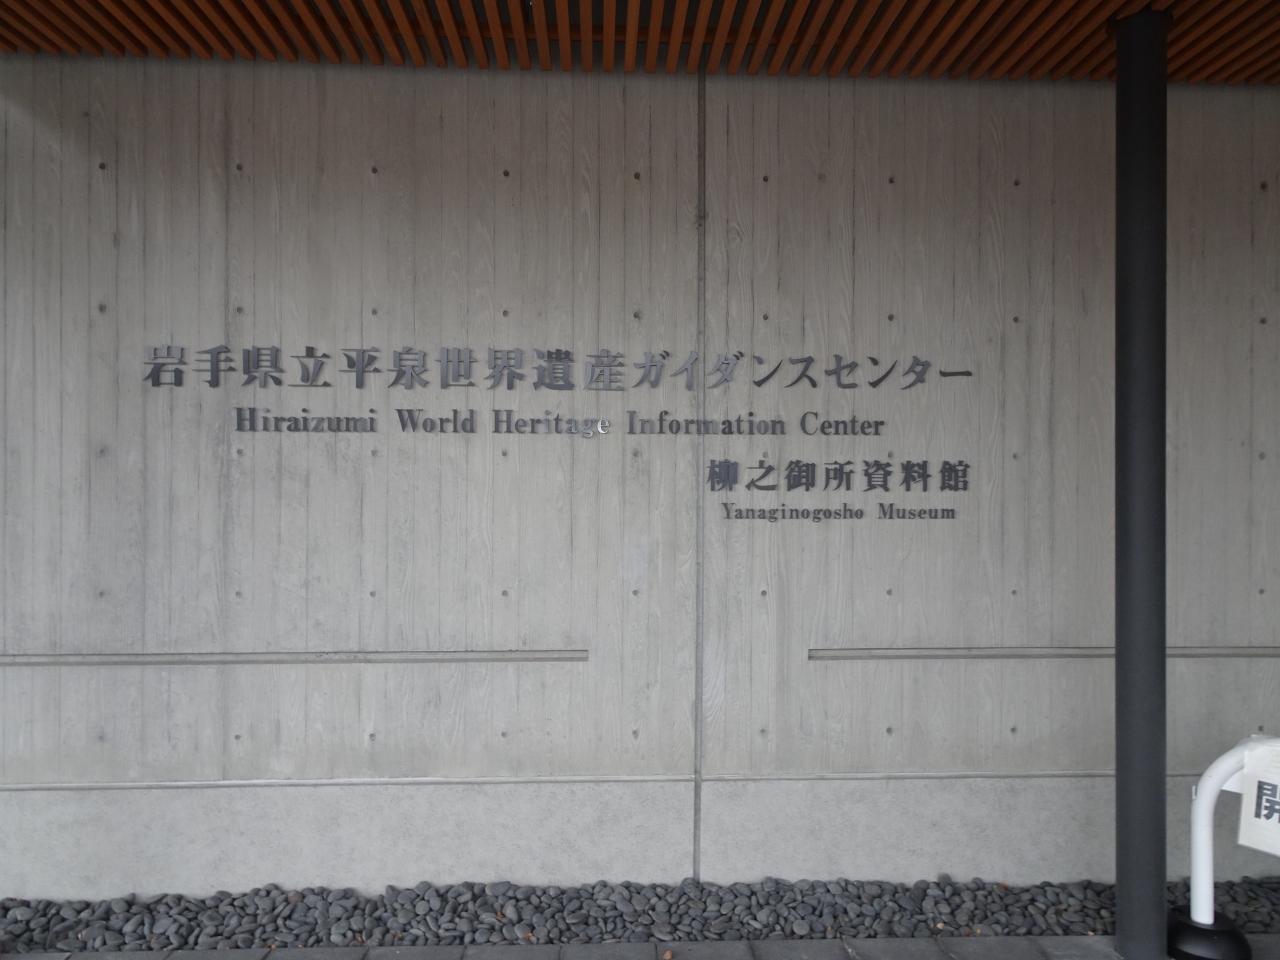 岩手県立平泉世界遺産ガイダンスセンター
Hiraizumi World Heritage Information Center
柳之御所資料館
Yanaginogosho Museum
開